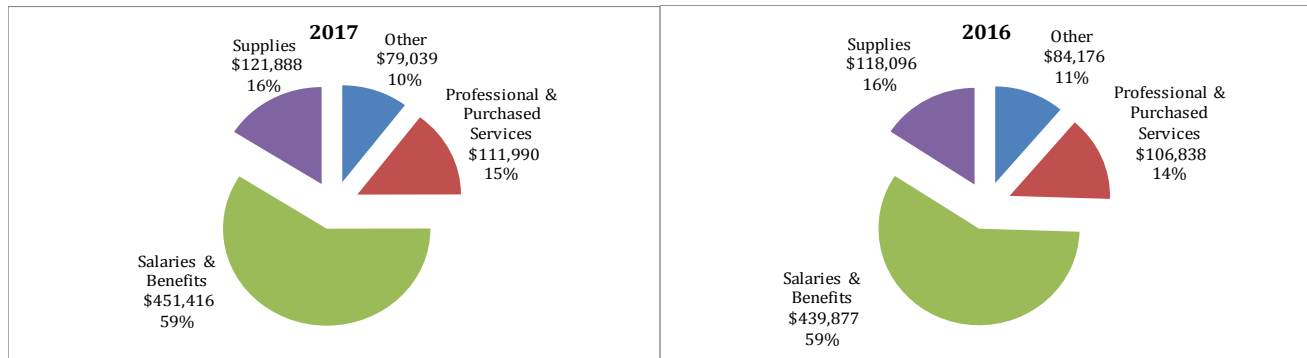 2017
Supplies
$121,888
16%
Other
$79,039
10%
Professional &
Purchased
Services
$111,990
15%
Salaries &
Benefits
$451,416
59%
2016
Supplies
$118,096
16%
Other
$84,176
11%
Professional &
Purchased
Services
$106,838
14%
Salaries &
Benefits
$439,877
59%